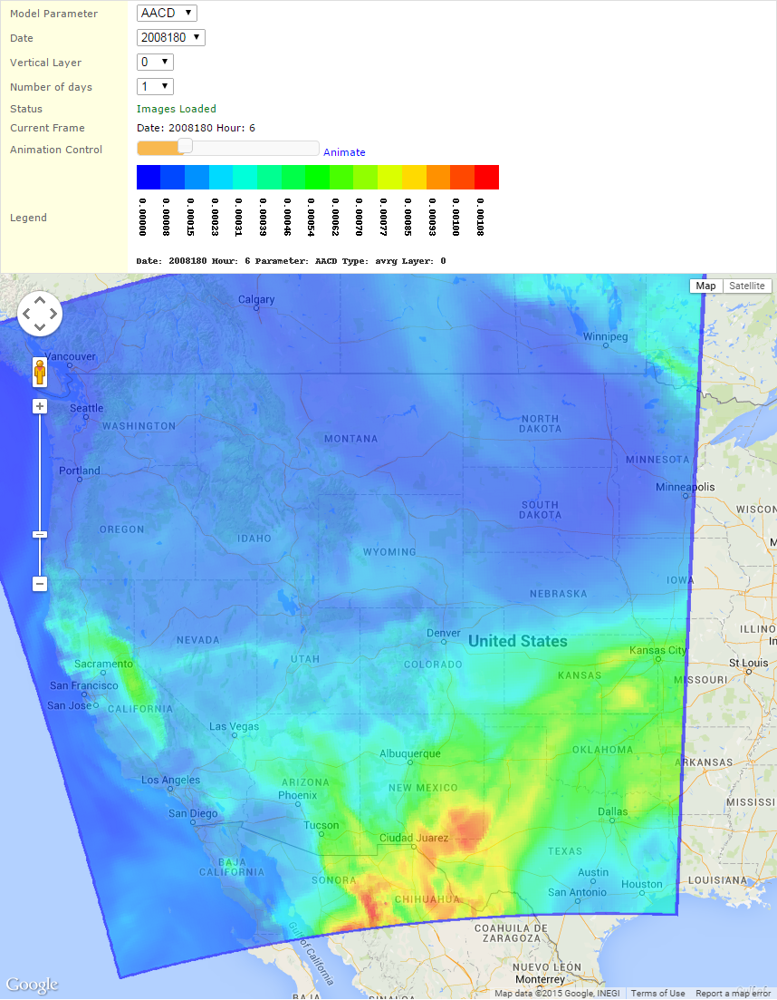 Model Parameter AACD
Date 2008180
Vertical Layer 0
Number of days 1
Status Images Loaded
Current Frame Date: 2008180 Hour: 6
Animation Control Animate
Legend
0.00000 0.00008 0.00015 0.00023 0.00031 0.00039 0.00046 0.00054 0.00062 0.00070 0.00077 0.00085 0.00093 0.00100 0.00108
Date: 2008180 Hour: 6 Parameter: AACD Type: avrg Layer: 0
Map Satellite
Calgary
Winnipeg
Vancouver
Seattle
WASHINGTON
NORTH
DAKOTA
MONTANA
MINNESOTA
Portland
Minneapolis
SOUTH
DAKOTA
WISCON
OREGON
IDAHO
M
WYOMING
IOWA
NEBRASKA
ILLINO
Denver
NEVADA
United States
In
Kansas City
UTAH
COLORADO
St Louis
Sacramento
KANSAS
MISSOURI
San Francisco
San Jose
CALIFORNIA
Las Vegas
OKLAHOMA
Albuquerque
ARKANSAS
Los Angeles
ARIZONA
NEW MEXICO
Phoenix
MISSISSI
San Diego
Dallas
Tucson
Ciudad Juarez
TEXAS
BAJA
CALIFORNIA
Austin
SONORA
Houston
LOUISIANA
San Antonio
CHIHUAHUA
Gulf of California
COAHUILA DE
ZARAGOZA
NUEVO LEÓN
Monterrey
Google
BAJA
Map data ©2015 Google, INEGI Terms of Use Report a map error